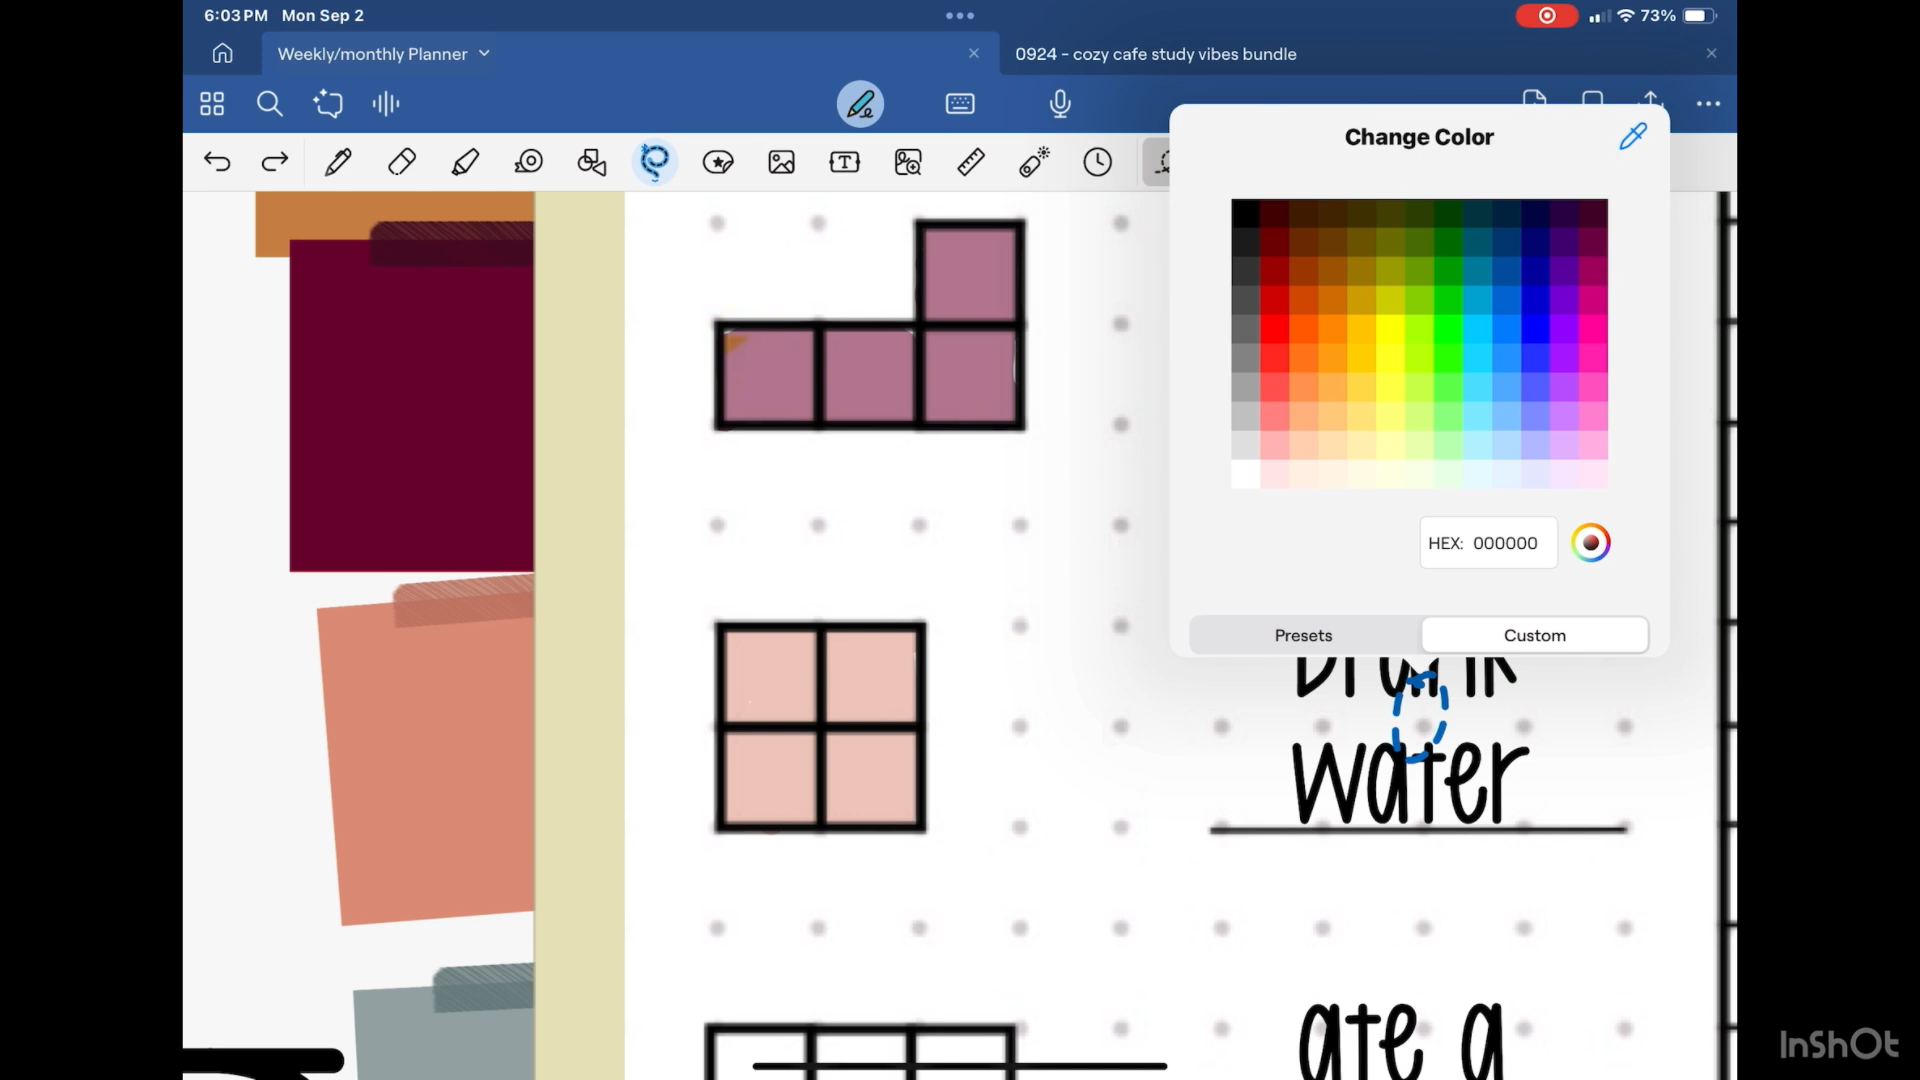 6:03 PM Mon Sep 2
73%
Weekly/monthly Planner
0924 - cozy cafe study vibes bundle
Change Color
HEX: 000000
Presets
Custom
Drink
water
ate a
InShOt